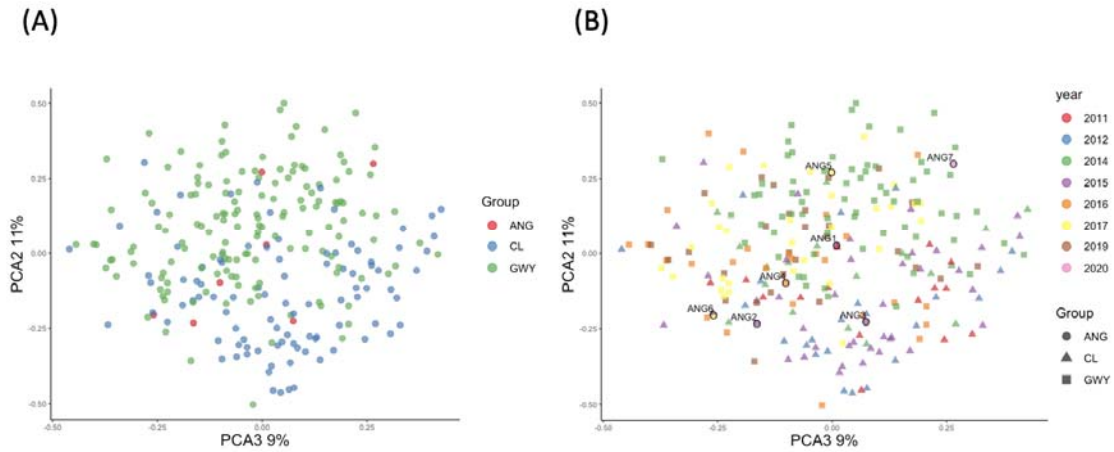 (A)
(B)
0.50
0.25
0.00
-0.25
-0.50
PCA2 11%
-0.50
-0.25
0.00
0.25
PCA3 9%
Group
ANG
CL
GWY
0.50
0.25
0.00
-0.25
-0.50
PCA2 11%
-0.50
-0.25
0.00
0.25
PCA3 9%
ANG5
ANG7
ANG1
ANG6
ANG2
year
2011
2012
2014
2015
2016
2017
2019
2020
Group
ANG
CL
GWY